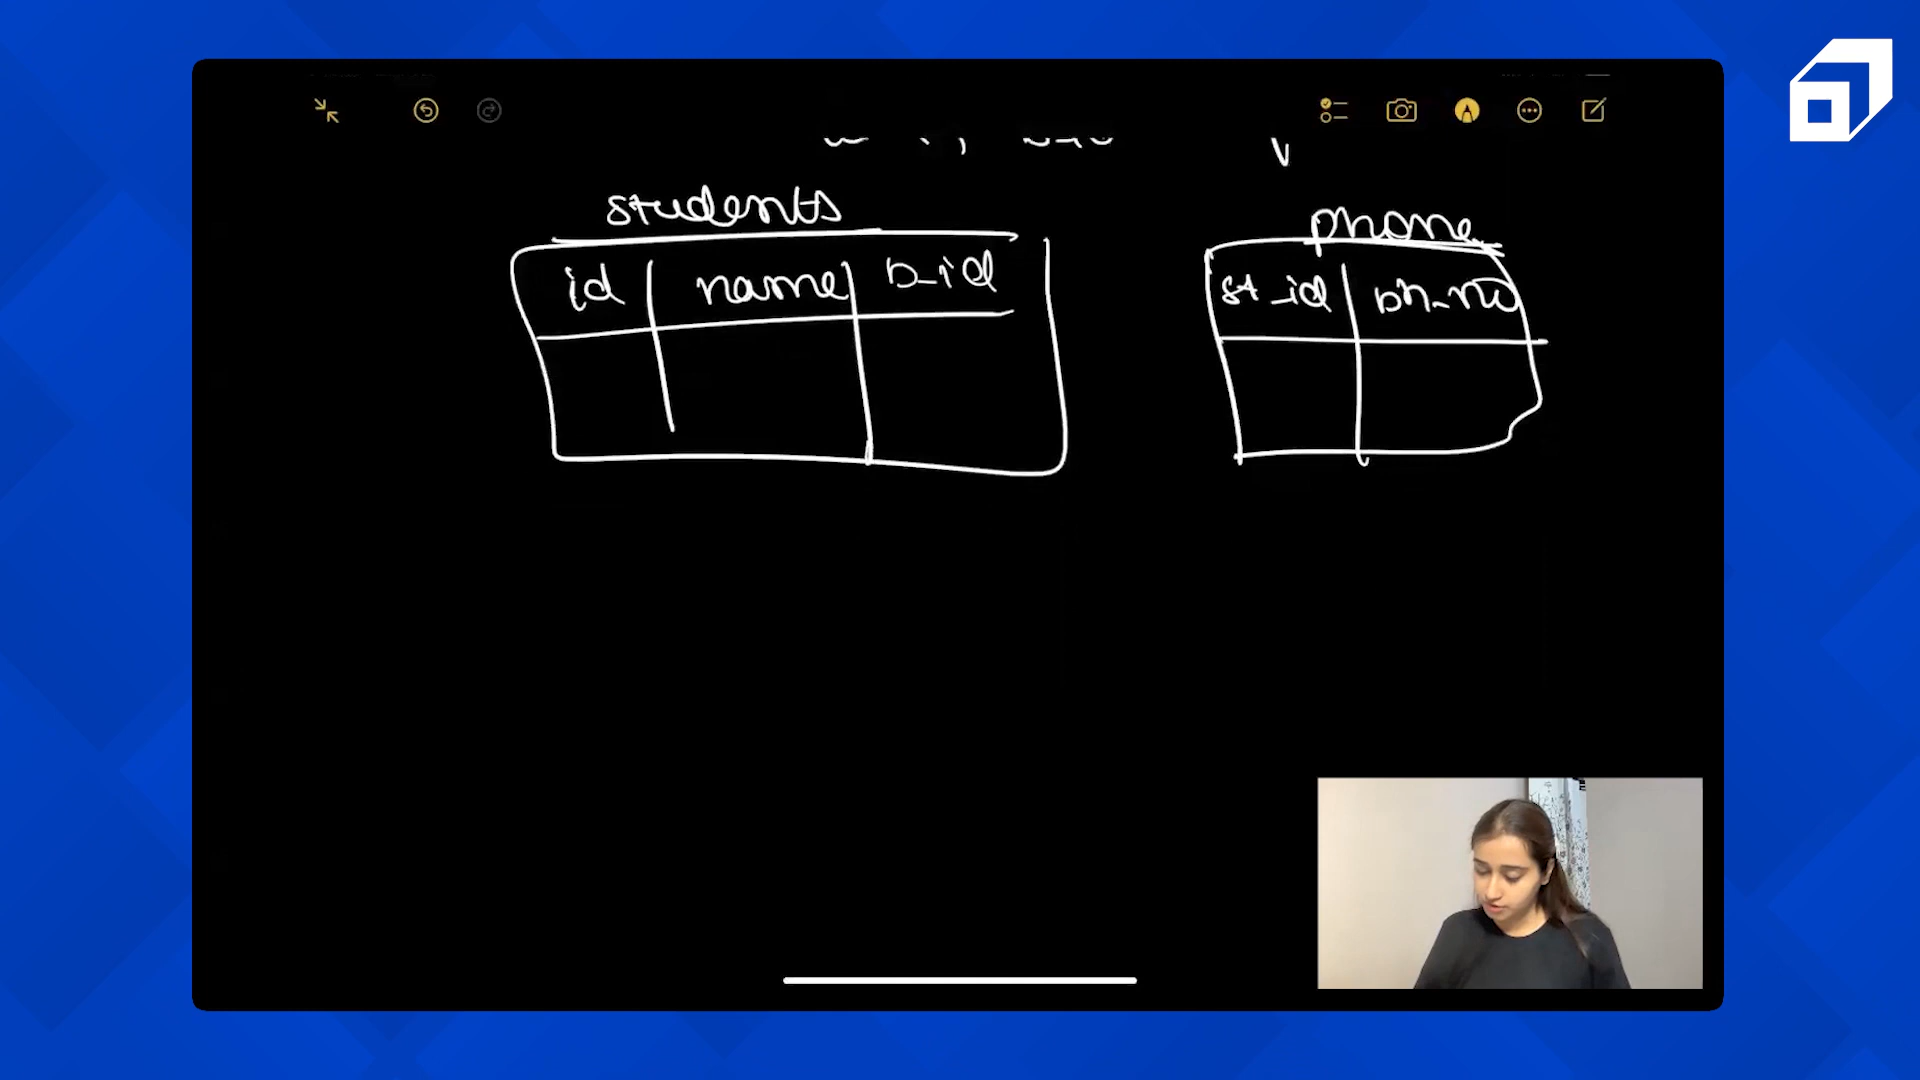 students
phone
id name b_id
st_id ph_no